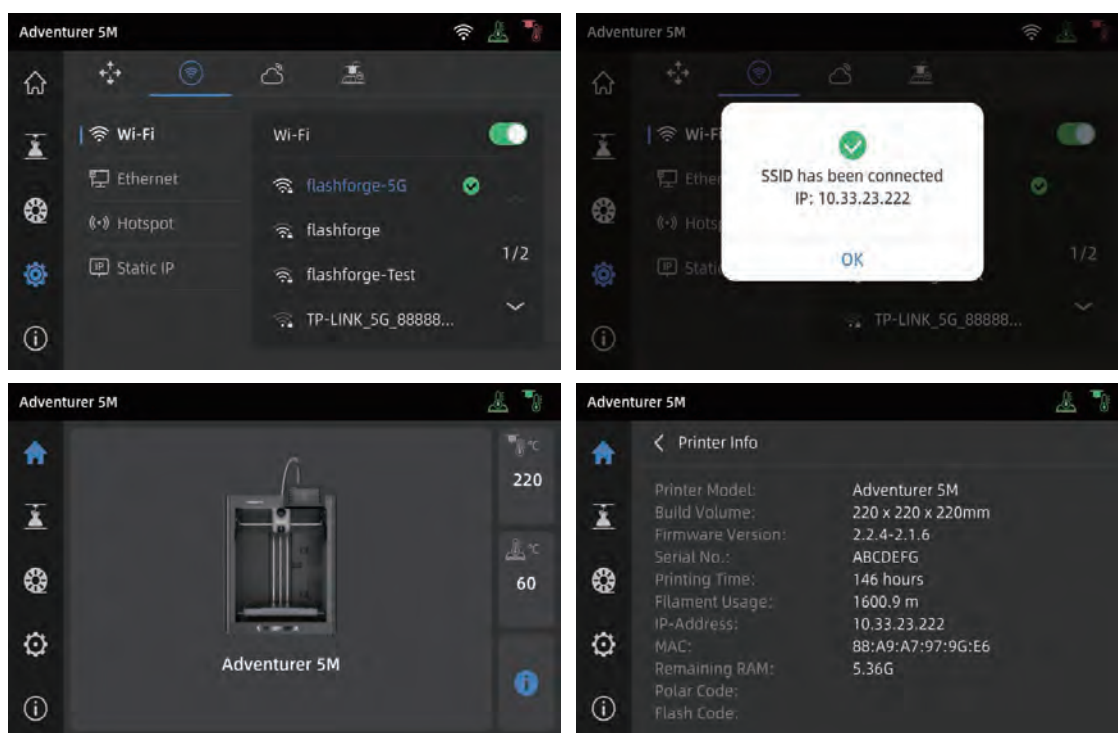 Adventurer 5M
Wi-Fi
Ethernet
Hotspot
IP Static IP
Wi-Fi
flashforge-5G
flashforge
flashforge-Test
TP-LINK_5G_88888...
1/2
Adventurer 5M
Wi-F
Ether
Hots
IP Stati
SSID has been connected
IP: 10.33.23.222
OK
1/2
TP-LINK_5G_88888...
Adventurer 5M
°C
220
°C
60
Adventurer 5M
Adventurer 5M
Printer Info
Printer Model: Adventurer 5M
Build Volume: 220 x 220 x 220mm
Firmware Version: 2.2.4-2.1.6
Serial No.: ABCDEFG
Printing Time: 146 hours
Filament Usage: 1600.9 m
IP-Address: 10.33.23.222
MAC: 88:A9:A7:97:9G:E6
Remaining RAM: 5.36G
Polar Code:
Flash Code: